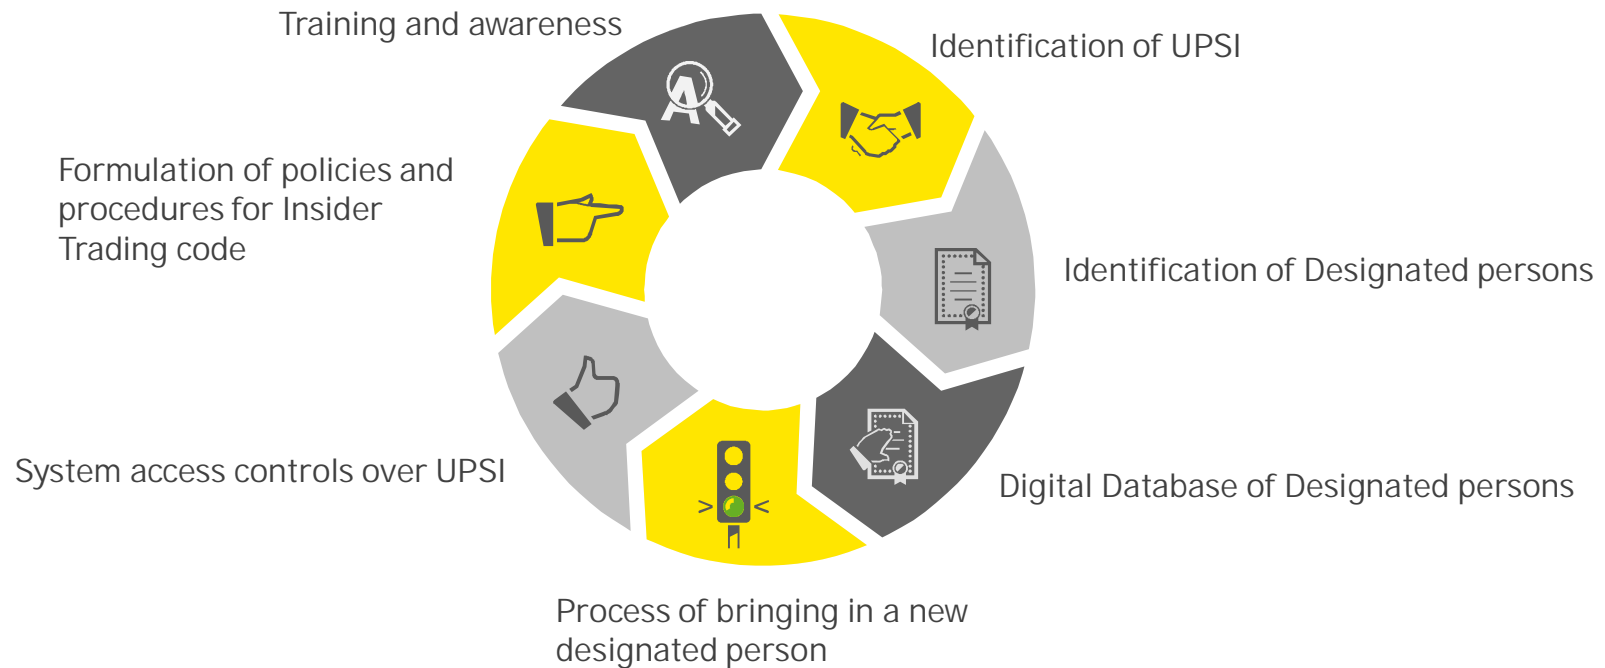 Training and awareness
Identification of UPSI
Formulation of policies and
procedures for Insider
Trading code
Identification of Designated persons
System access controls over UPSI
Digital Database of Designated persons
Process of bringing in a new
designated person
A
> <